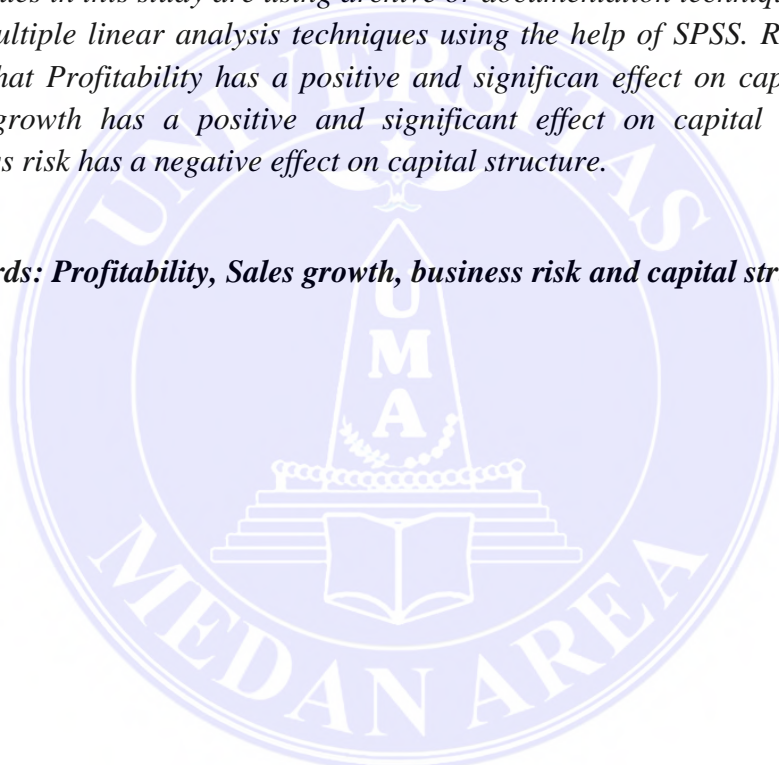 ues in this study are using archive or documentation techniqu
ultiple linear analysis techniques using the help of SPSS. R
hat Profitability has a positive and significan effect on cap
growth has a positive and significant effect on capital
s risk has a negative effect on capital structure.
rds: Profitability, Sales growth, business risk and capital str
UNIVERSITAS
U
M
A
MEDAN AREA